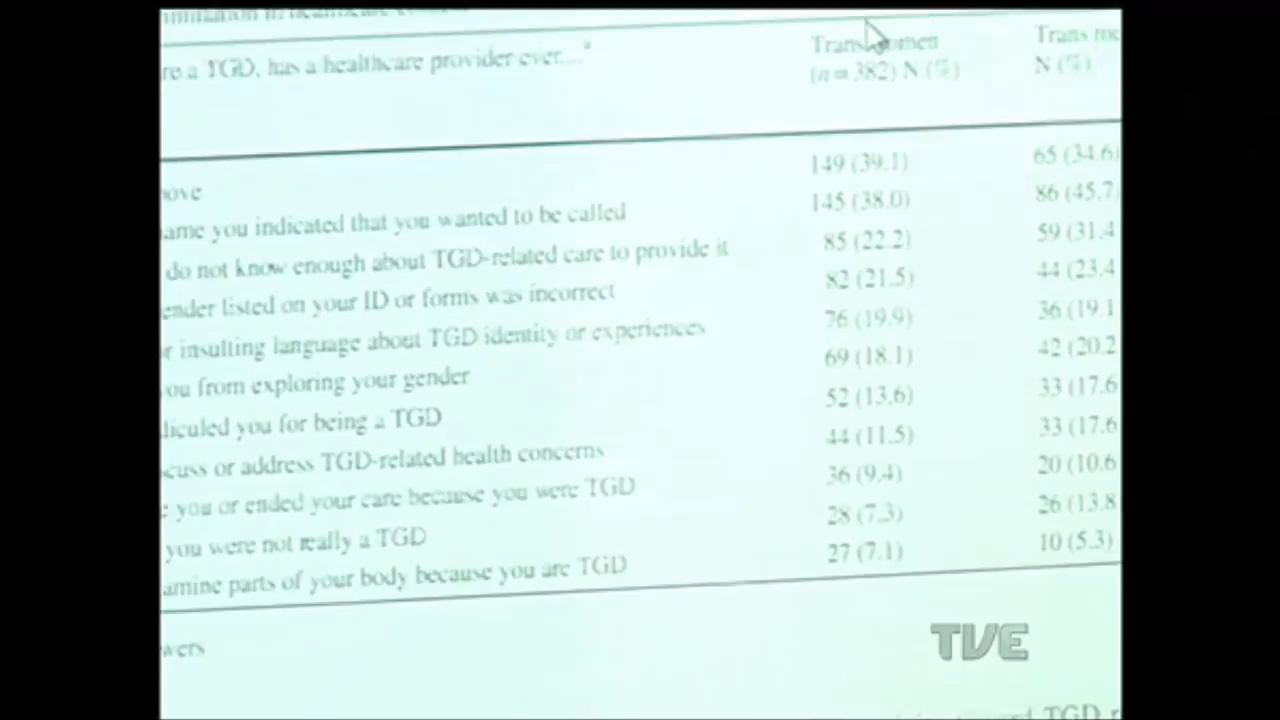 re a TGD, has a healthcare provider ever....*
Trans women
(n = 382) N (%)
Trans me
N (%)
ove 149 (39.1) 65 (34.6)
ame you indicated that you wanted to be called 145 (38.0) 86 (45.7
do not know enough about TGD-related care to provide it 85 (22.2) 59 (31.4
ender listed on your ID or forms was incorrect 82 (21.5) 44 (23.4
r insulting language about TGD identity or experiences 76 (19.9) 36 (19.1
ou from exploring your gender 69 (18.1) 42 (20.2
diculed you for being a TGD 52 (13.6) 33 (17.6
cuss or address TGD-related health concerns 44 (11.5) 33 (17.6
you or ended your care because you were TGD 36 (9.4) 20 (10.6
you were not really a TGD 28 (7.3) 26 (13.8
amine parts of your body because you are TGD 27 (7.1) 10 (5.3)
wers
TVE
TGD